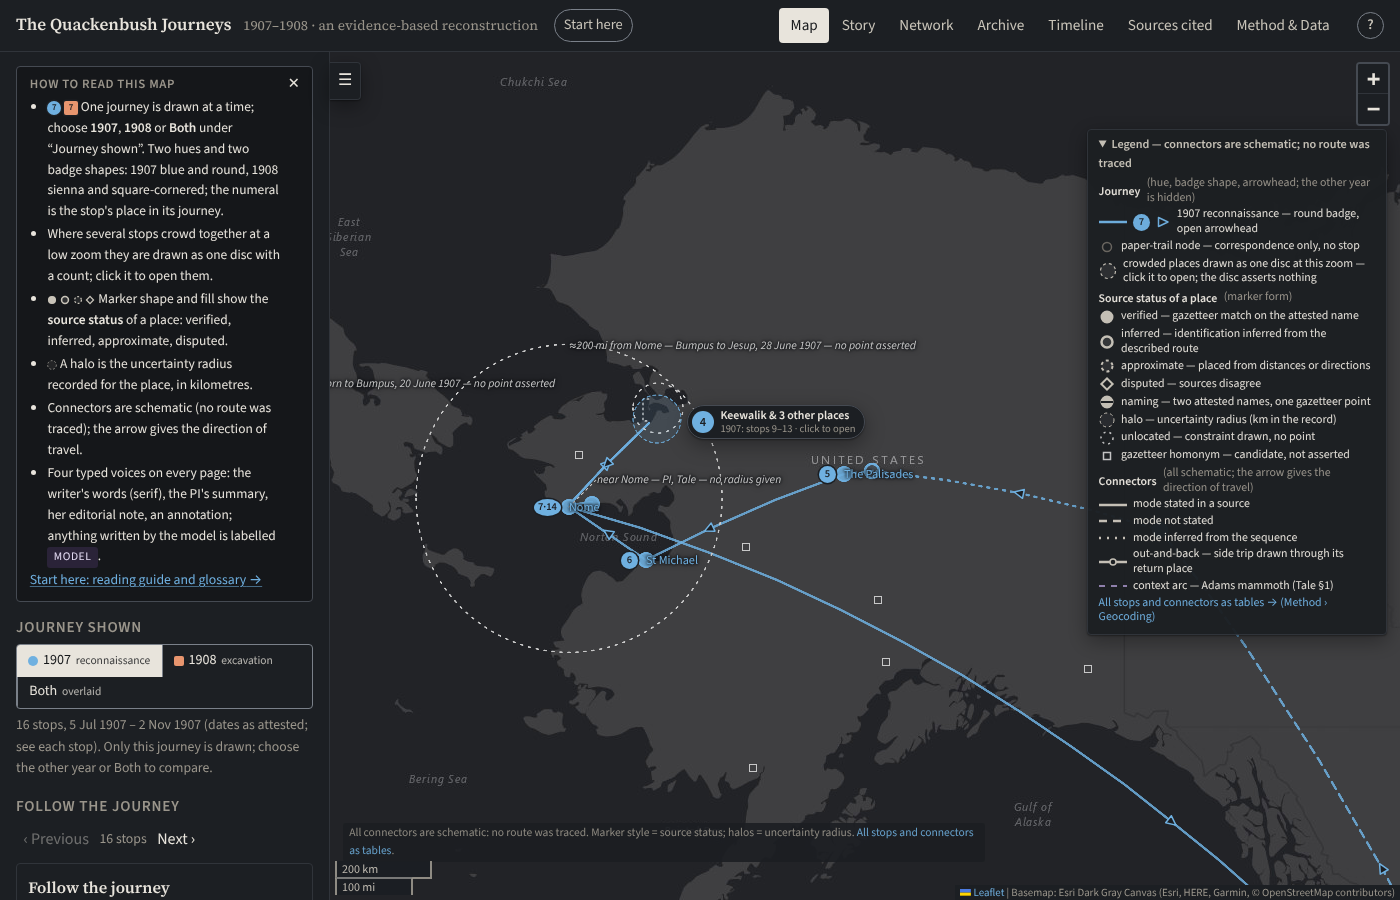 The Quackenbush Journeys 1907–1908 · an evidence-based reconstruction Start here
Map Story Network Archive Timeline Sources cited Method & Data ?
HOW TO READ THIS MAP ✕
7 7 One journey is drawn at a time;
choose 1907, 1908 or Both under
“Journey shown”. Two hues and two
badge shapes: 1907 blue and round, 1908
sienna and square-cornered; the numeral
is the stop's place in its journey.
Where several stops crowd together at a
low zoom they are drawn as one disc with
a count; click it to open them.
Marker shape and fill show the
source status of a place: verified,
inferred, approximate, disputed.
A halo is the uncertainty radius
recorded for the place, in kilometres.
Connectors are schematic (no route was
traced); the arrow gives the direction of
travel.
Four typed voices on every page: the
writer's words (serif), the PI's summary,
her editorial note, an annotation;
anything written by the model is labelled
MODEL .
Start here: reading guide and glossary →
JOURNEY SHOWN
1907 reconnaissance 1908 excavation
Both overlaid
16 stops, 5 Jul 1907 – 2 Nov 1907 (dates as attested;
see each stop). Only this journey is drawn; choose
the other year or Both to compare.
FOLLOW THE JOURNEY
‹ Previous 16 stops Next ›
Follow the journey
☰
Chukchi Sea
East
Siberian
Sea
≈200 mi from Nome — Bumpus to Jesup, 28 June 1907 — no point asserted
orn to Bumpus, 20 June 1907 — no point asserted
4 Keewalik & 3 other places
1907: stops 9–13 · click to open
UNITED STATES
5 The Palisades
near Nome — PI, Tale — no radius given
7·14 Nome
Norton Sound
6 St Michael
Bering Sea
Gulf of
Alaska
+
−
▼ Legend — connectors are schematic; no route was
traced
Journey (hue, badge shape, arrowhead; the other year
is hidden)
7 1907 reconnaissance — round badge,
open arrowhead
paper-trail node — correspondence only, no stop
crowded places drawn as one disc at this zoom —
click it to open; the disc asserts nothing
Source status of a place (marker form)
verified — gazetteer match on the attested name
inferred — identification inferred from the
described route
approximate — placed from distances or directions
disputed — sources disagree
naming — two attested names, one gazetteer point
halo — uncertainty radius (km in the record)
unlocated — constraint drawn, no point
gazetteer homonym — candidate, not asserted
Connectors (all schematic; the arrow gives the
direction of travel)
mode stated in a source
mode not stated
mode inferred from the sequence
out-and-back — side trip drawn through its
return place
context arc — Adams mammoth (Tale §1)
All stops and connectors as tables → (Method ›
Geocoding)
All connectors are schematic: no route was traced. Marker style = source status; halos = uncertainty radius. All stops and connectors
as tables.
200 km
100 mi
Leaflet | Basemap: Esri Dark Gray Canvas (Esri, HERE, Garmin, © OpenStreetMap contributors)